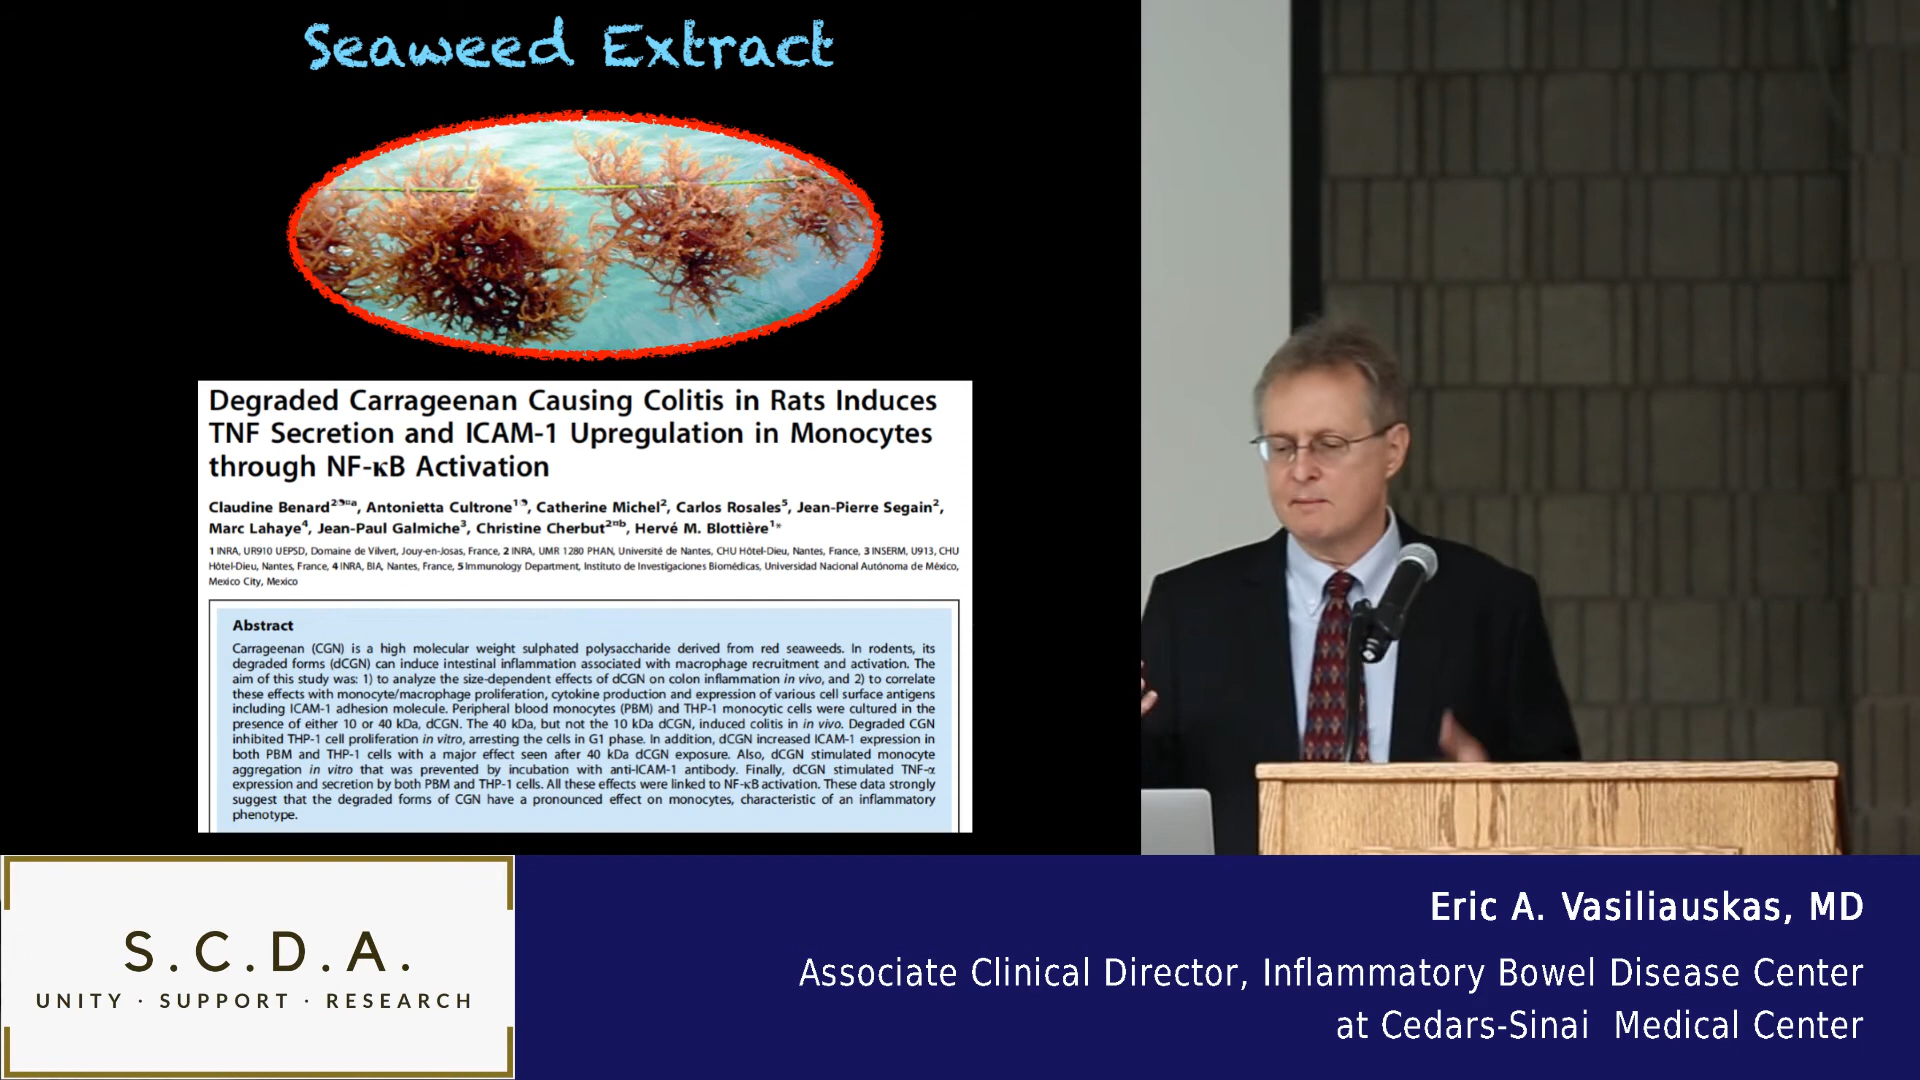 Seaweed Extract
Degraded Carrageenan Causing Colitis in Rats Induces
TNF Secretion and ICAM-1 Upregulation in Monocytes
through NF-κB Activation
Claudine Benard, Antonietta Cultrone, Catherine Michel², Carlos Rosales⁵, Jean-Pierre Segain²,
Marc Lahaye⁴, Jean-Paul Galmiche³, Christine Cherbut, Hervé M. Blottière¹*
1 INRA, UR910 UEPSD, Domaine de Vilvert, Jouy-en-Josas, France, 2 INRA, UMR 1280 PHAN, Université de Nantes, CHU Hôtel-Dieu, Nantes, France, 3 INSERM, U913, CHU
Hôtel-Dieu, Nantes, France, 4 INRA, BIA, Nantes, France, 5 Immunology Department, Instituto de Investigaciones Biomédicas, Universidad Nacional Autónoma de México,
Mexico City, Mexico
Abstract
Carrageenan (CGN) is a high molecular weight sulphated polysaccharide derived from red seaweeds. In rodents, its
degraded forms (dCGN) can induce intestinal inflammation associated with macrophage recruitment and activation. The
aim of this study was: 1) to analyze the size-dependent effects of dCGN on colon inflammation in vivo, and 2) to correlate
these effects with monocyte/macrophage proliferation, cytokine production and expression of various cell surface antigens
including ICAM-1 adhesion molecule. Peripheral blood monocytes (PBM) and THP-1 monocytic cells were cultured in the
presence of either 10 or 40 kDa, dCGN. The 40 kDa, but not the 10 kDa dCGN, induced colitis in in vivo. Degraded CGN
inhibited THP-1 cell proliferation in vitro, arresting the cells in G1 phase. In addition, dCGN increased ICAM-1 expression in
both PBM and THP-1 cells with a major effect seen after 40 kDa dCGN exposure. Also, dCGN stimulated monocyte
aggregation in vitro that was prevented by incubation with anti-ICAM-1 antibody. Finally, dCGN stimulated TNF-α
expression and secretion by both PBM and THP-1 cells. All these effects were linked to NF-κB activation. These data strongly
suggest that the degraded forms of CGN have a pronounced effect on monocytes, characteristic of an inflammatory
phenotype.
S.C.D.A.
UNITY · SUPPORT · RESEARCH
Eric A. Vasiliauskas, MD
Associate Clinical Director, Inflammatory Bowel Disease Center
at Cedars-Sinai Medical Center